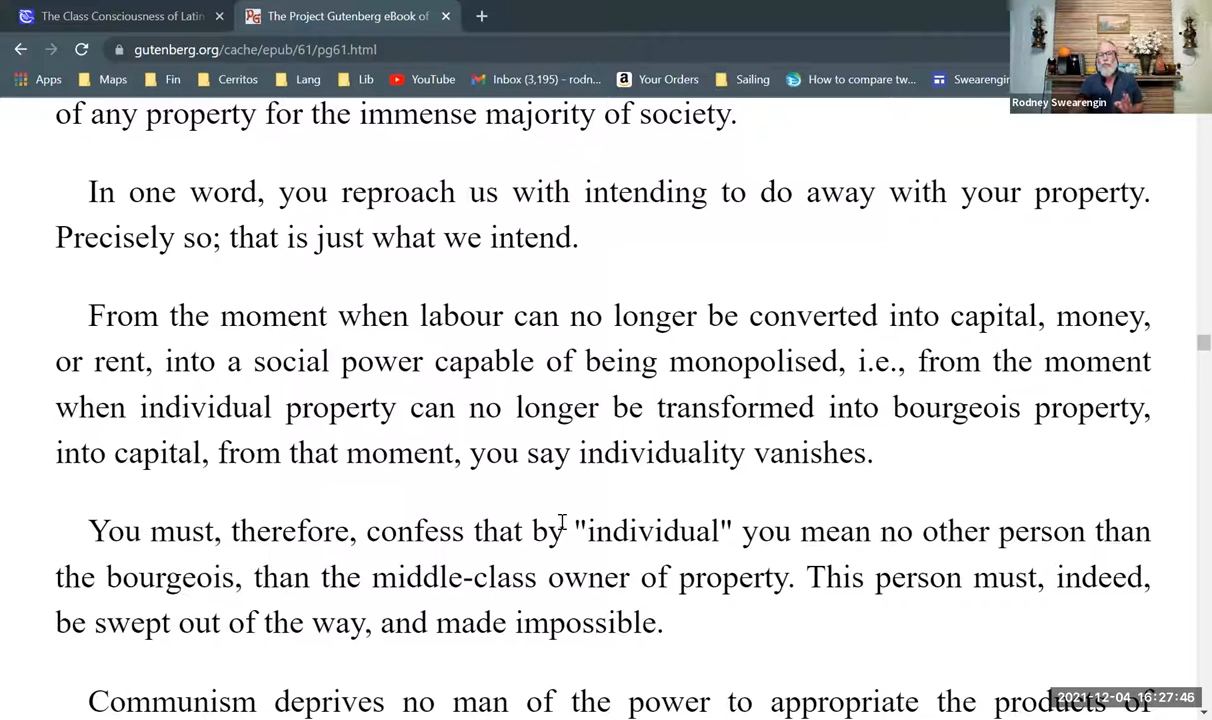 The Class Consciousness of Latin
The Project Gutenberg eBook of
gutenberg.org/cache/epub/61/pg61.html
Apps Maps Fin Cerritos Lang Lib YouTube Inbox (3,195) - rodn... Your Orders Sailing How to compare tw... Swearengin
Rodney Swearengin
of any property for the immense majority of society.
In one word, you reproach us with intending to do away with your property.
Precisely so; that is just what we intend.
From the moment when labour can no longer be converted into capital, money,
or rent, into a social power capable of being monopolised, i.e., from the moment
when individual property can no longer be transformed into bourgeois property,
into capital, from that moment, you say individuality vanishes.
You must, therefore, confess that by "individual" you mean no other person than
the bourgeois, than the middle-class owner of property. This person must, indeed,
be swept out of the way, and made impossible.
Communism deprives no man of the power to appropriate the products of
2021-12-04 16:27:46